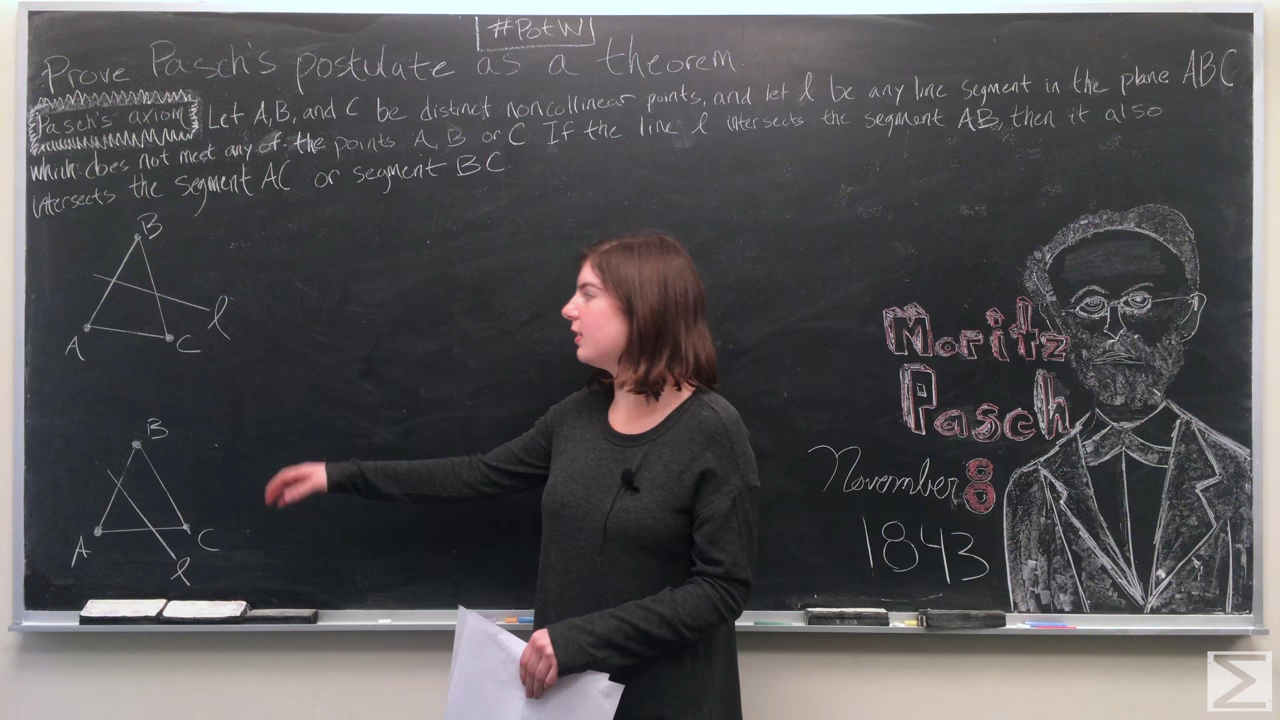 #PotW
Prove Pasch's postulate as a theorem.
Pasch's axiom Let A, B, and C be distinct noncollinear points, and let l be any line segment in the plane ABC
which does not meet any of the points A, B or C If the line l intersects the segment AB, then it also
intersects the segment AC or segment BC
B
l
A
C
B
A
C
l
Moritz
Pasch
November 8
1843
Σ